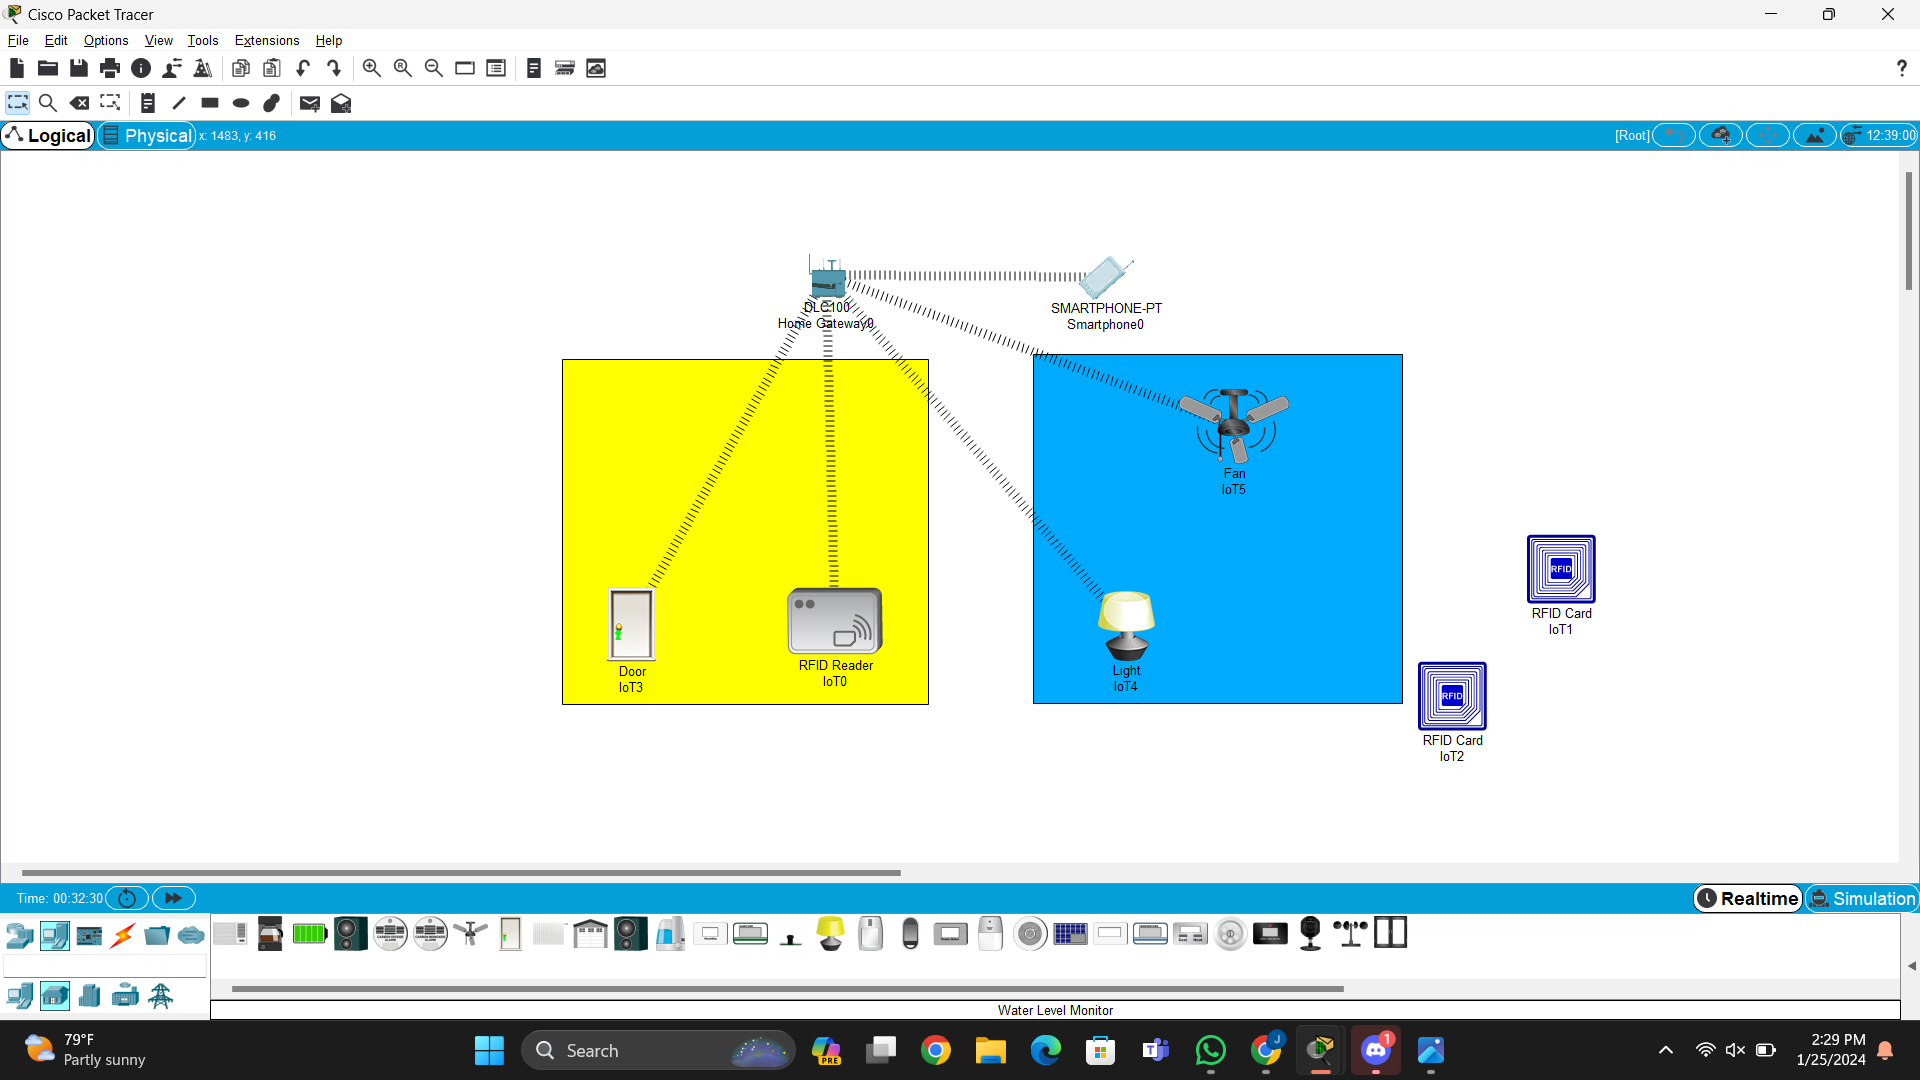 Cisco Packet Tracer
File Edit Options View Tools Extensions Help
?
Logical Physical x: 1483, y: 416
[Root] 12:39:00
DLC100
Home Gateway0
SMARTPHONE-PT
Smartphone0
Fan
IoT5
RFID
RFID Card
IoT1
Door
IoT3
RFID Reader
IoT0
Light
IoT4
RFID
RFID Card
IoT2
Time: 00:32:30
Realtime Simulation
Water Level Monitor
79°F
Partly sunny
Search
PRE
J
1
2:29 PM
1/25/2024